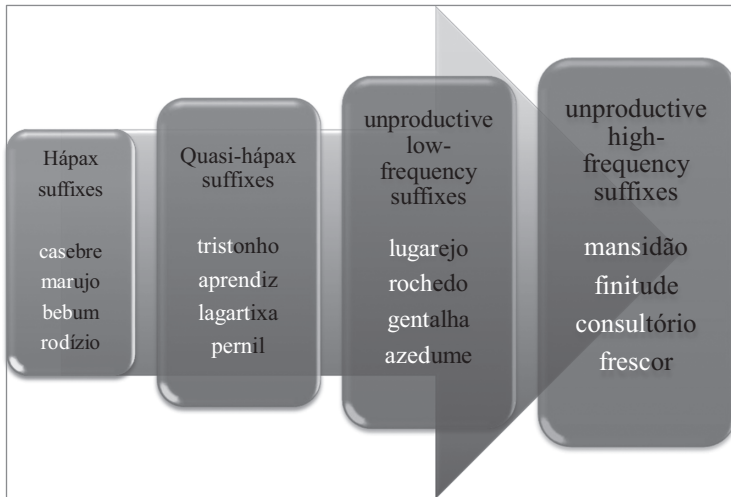 Hápax
suffixes
casebre
marujo
bebum
rodízio
Quasi-hápax
suffixes
tristonho
aprendiz
lagartixa
pernil
unproductive
low-
frequency
suffixes
lugarejo
rochedo
gentalha
azedume
unproductive
high-
frequency
suffixes
mansidão
finitude
consultório
frescor